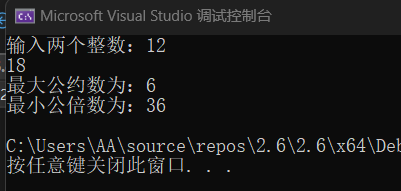 Microsoft Visual Studio 调试控制台
输入两个整数：12
18
最大公约数为：6
最小公倍数为：36
C:\Users\AA\source\repos\2.6\2.6\x64\Deb
按任意键关闭此窗口. . .